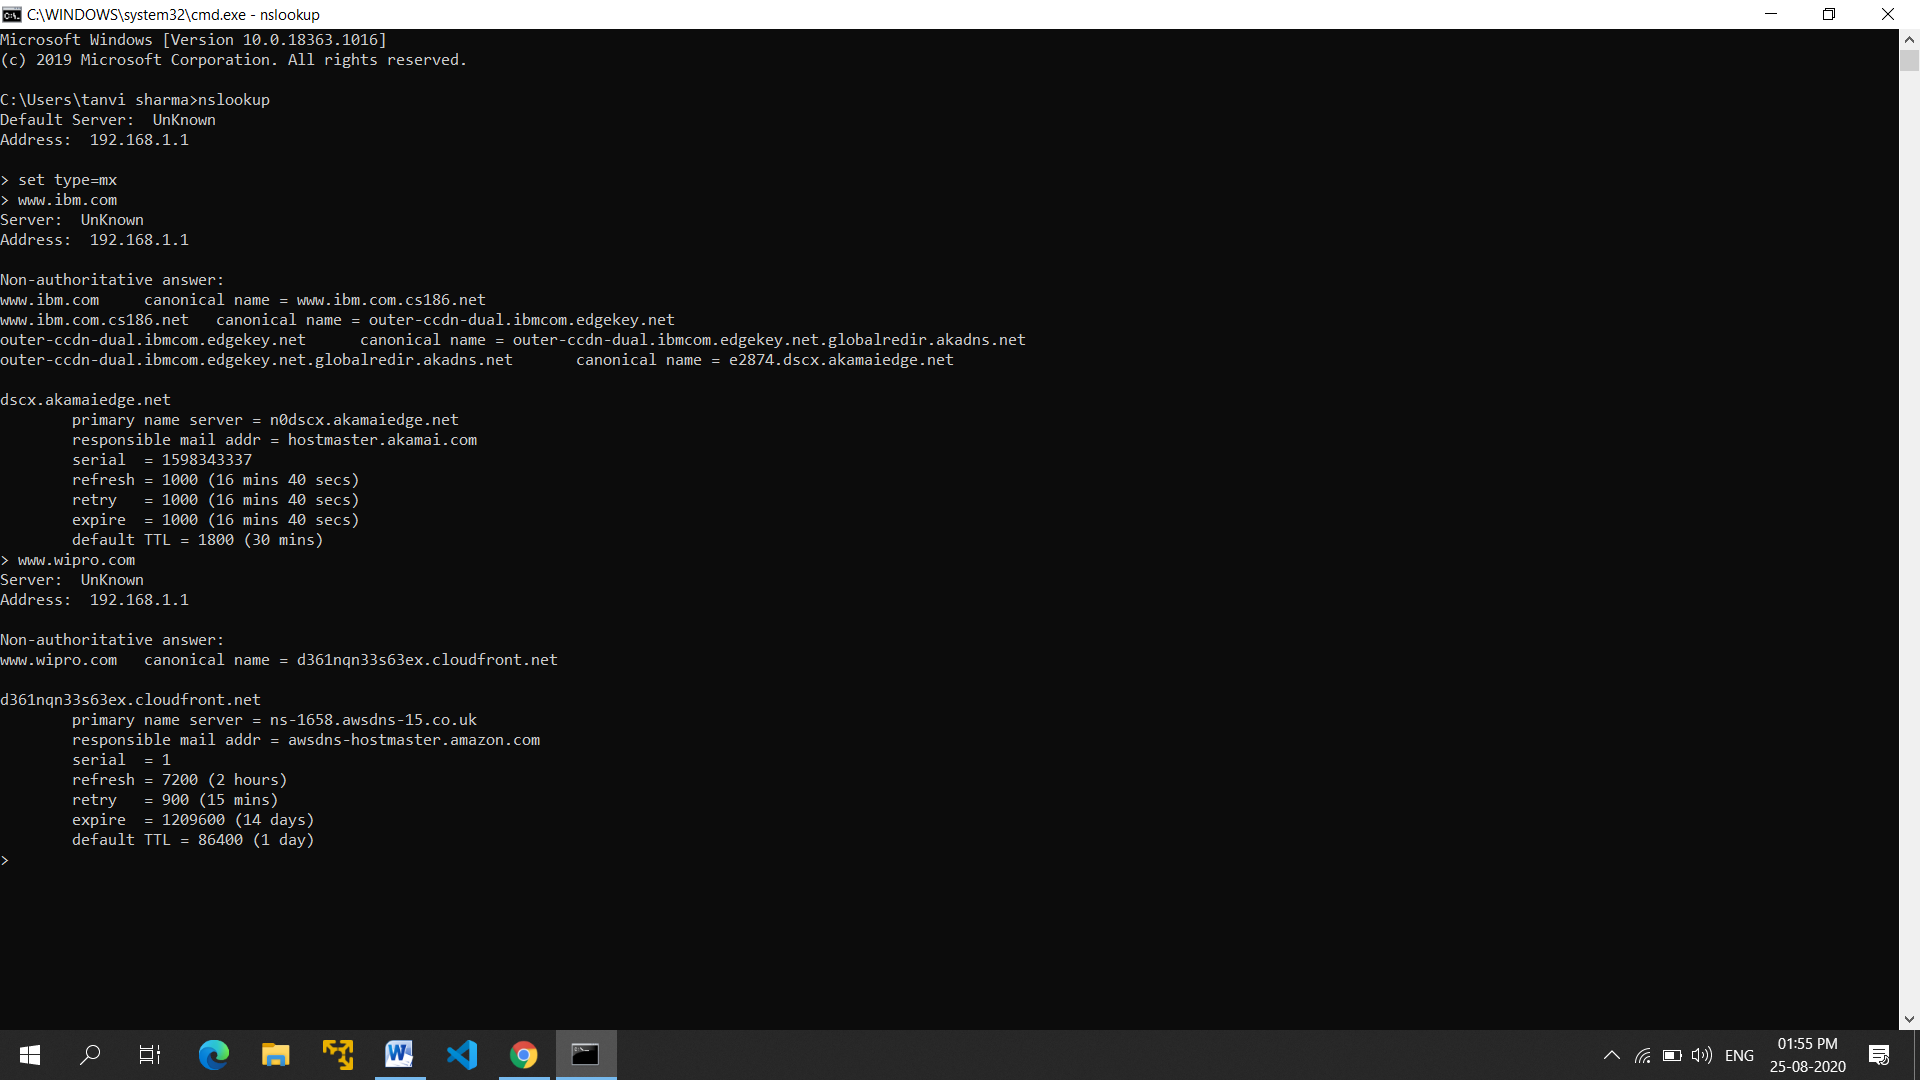 C:\WINDOWS\system32\cmd.exe - nslookup
Microsoft Windows [Version 10.0.18363.1016]
(c) 2019 Microsoft Corporation. All rights reserved.
C:\Users\tanvi sharma>nslookup
Default Server:  UnKnown
Address:  192.168.1.1
> set type=mx
> www.ibm.com
Server:  UnKnown
Address:  192.168.1.1
Non-authoritative answer:
www.ibm.com     canonical name = www.ibm.com.cs186.net
www.ibm.com.cs186.net   canonical name = outer-ccdn-dual.ibmcom.edgekey.net
outer-ccdn-dual.ibmcom.edgekey.net      canonical name = outer-ccdn-dual.ibmcom.edgekey.net.globalredir.akadns.net
outer-ccdn-dual.ibmcom.edgekey.net.globalredir.akadns.net       canonical name = e2874.dscx.akamaiedge.net
dscx.akamaiedge.net
        primary name server = n0dscx.akamaiedge.net
        responsible mail addr = hostmaster.akamai.com
        serial  = 1598343337
        refresh = 1000 (16 mins 40 secs)
        retry   = 1000 (16 mins 40 secs)
        expire  = 1000 (16 mins 40 secs)
        default TTL = 1800 (30 mins)
> www.wipro.com
Server:  UnKnown
Address:  192.168.1.1
Non-authoritative answer:
www.wipro.com   canonical name = d361nqn33s63ex.cloudfront.net
d361nqn33s63ex.cloudfront.net
        primary name server = ns-1658.awsdns-15.co.uk
        responsible mail addr = awsdns-hostmaster.amazon.com
        serial  = 1
        refresh = 7200 (2 hours)
        retry   = 900 (15 mins)
        expire  = 1209600 (14 days)
        default TTL = 86400 (1 day)
>
ENG
01:55 PM
25-08-2020